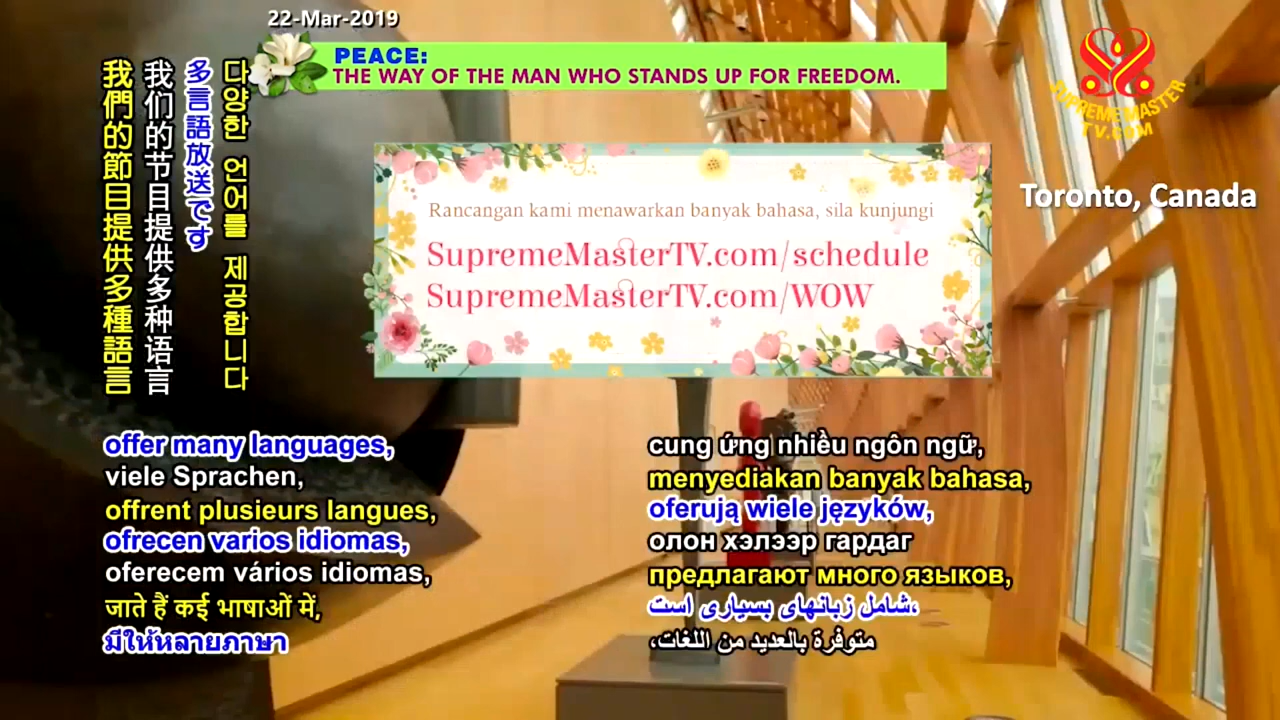 22-Mar-2019
PEACE:
THE WAY OF THE MAN WHO STANDS UP FOR FREEDOM.
SUPREME MASTER
TV.COM
Toronto, Canada
我們的節目提供多種語言
我们的节目提供多种语言
多言語放送です
다양한 언어를 제공합니다
Rancangan kami menawarkan banyak bahasa, sila kunjungi
SupremeMasterTV.com/schedule
SupremeMasterTV.com/WOW
offer many languages,
viele Sprachen,
offrent plusieurs langues,
ofrecen varios idiomas,
oferecem vários idiomas,
जाते हैं कई भाषाओं में,
มีให้หลายภาษา
cung ứng nhiều ngôn ngữ,
menyediakan banyak bahasa,
oferują wiele języków,
олон хэлээр гардаг
предлагают много языков,
شامل زبانهای بسیاری است،
متوفرة بالعديد من اللغات،